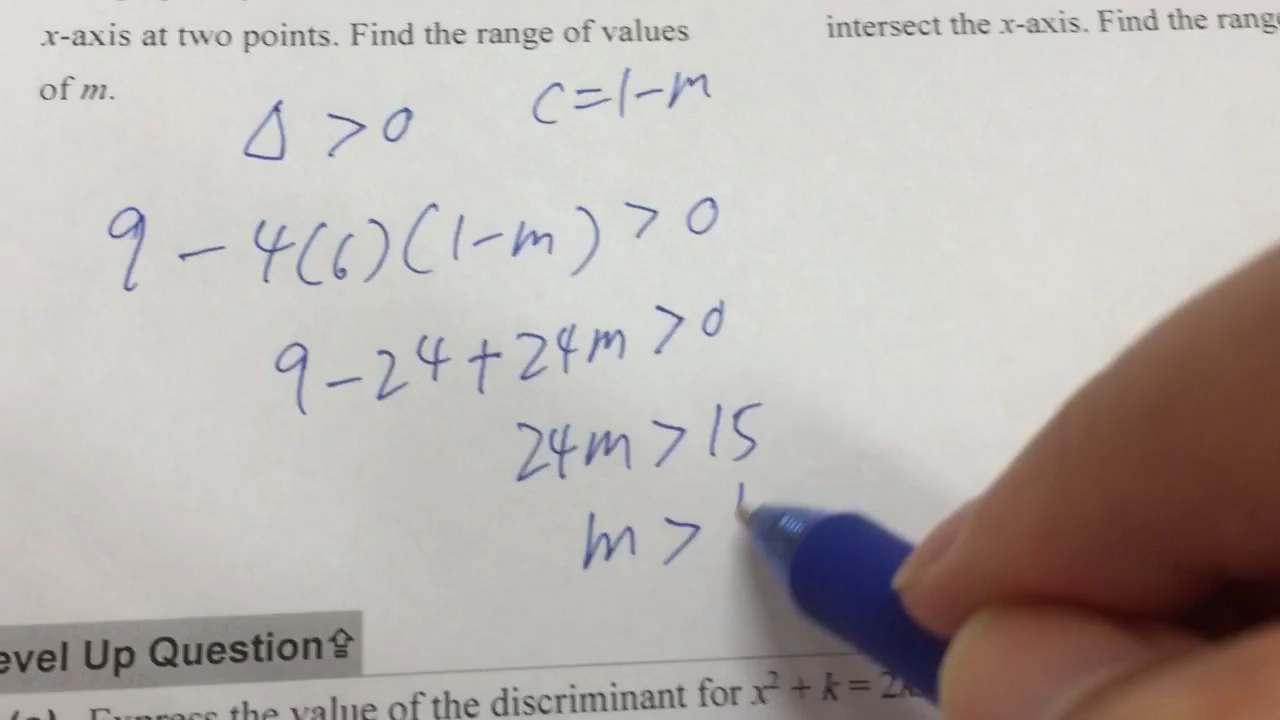 x-axis at two points. Find the range of values
of m.
intersect the x-axis. Find the rang
Δ > 0
C = 1 - m
9 - 4(6)(1 - m) > 0
9 - 24 + 24m > 0
24m > 15
m >
evel Up Question
Express the value of the discriminant for x² + k = 2